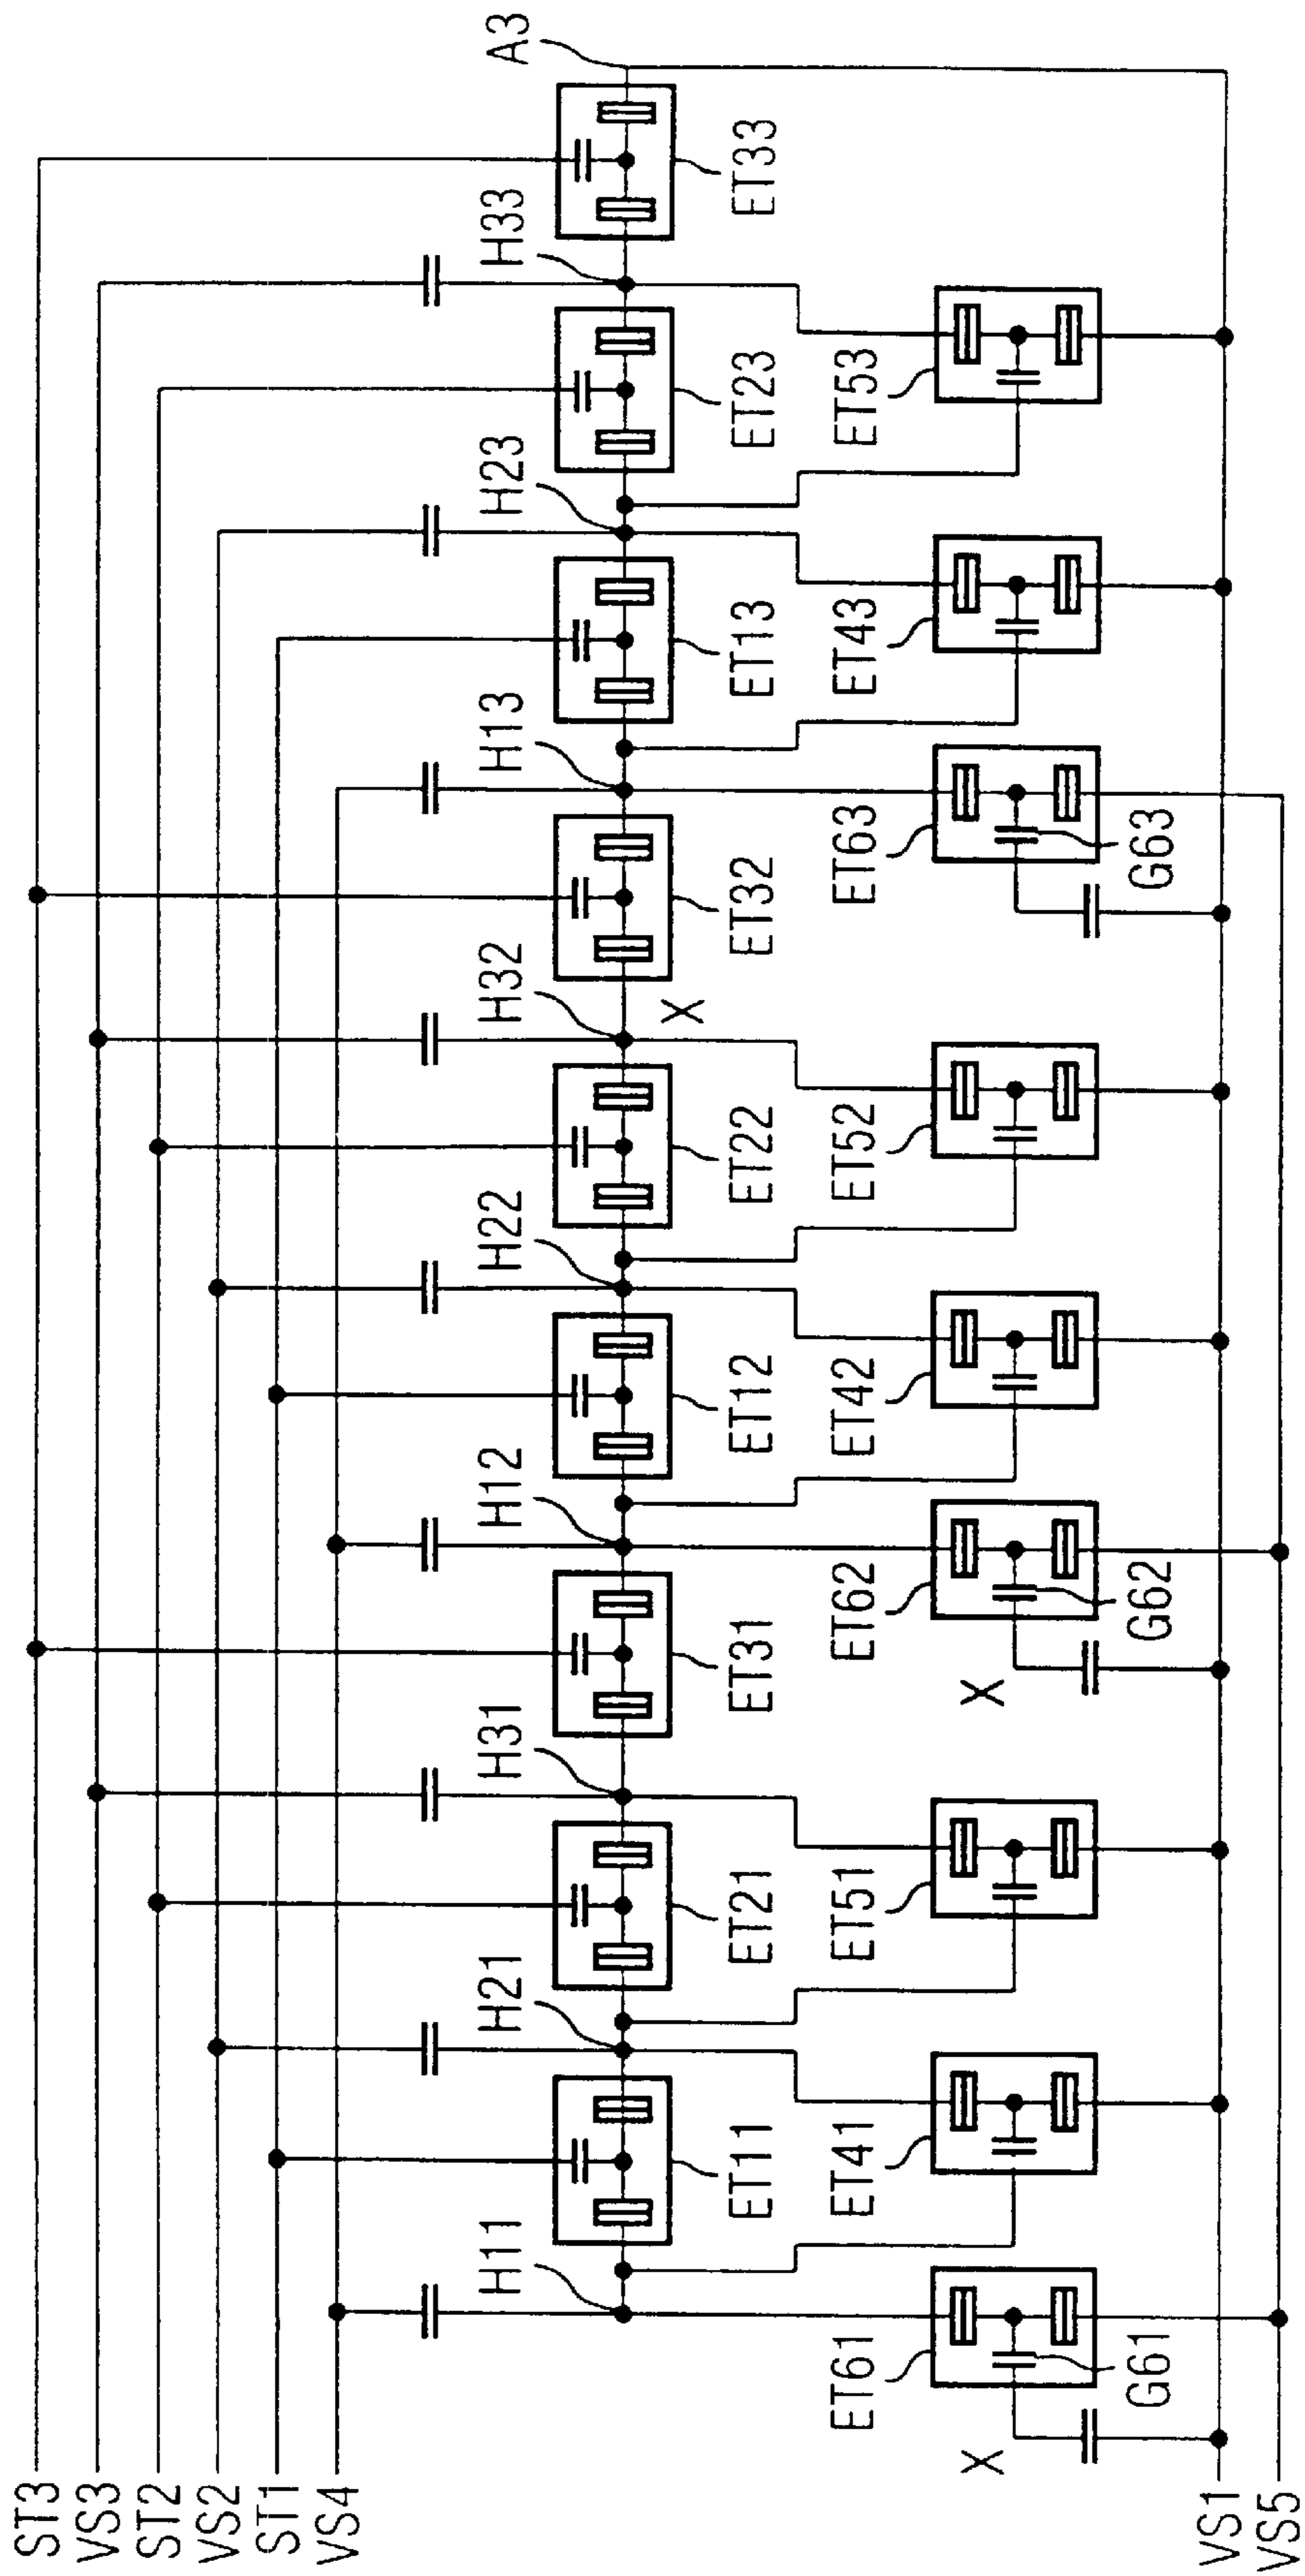 ST3
VS3
ST2
VS2
ST1
VS4
H11 H21 H31 H12 H22 H32 H13 H23 H33 A3
X
ET11 ET21 ET31 ET12 ET22 ET32 ET13 ET23 ET33
ET61 ET41 ET51 ET62 ET42 ET52 ET63 ET43 ET53
X X
G61 G62 G63
VS1
VS5